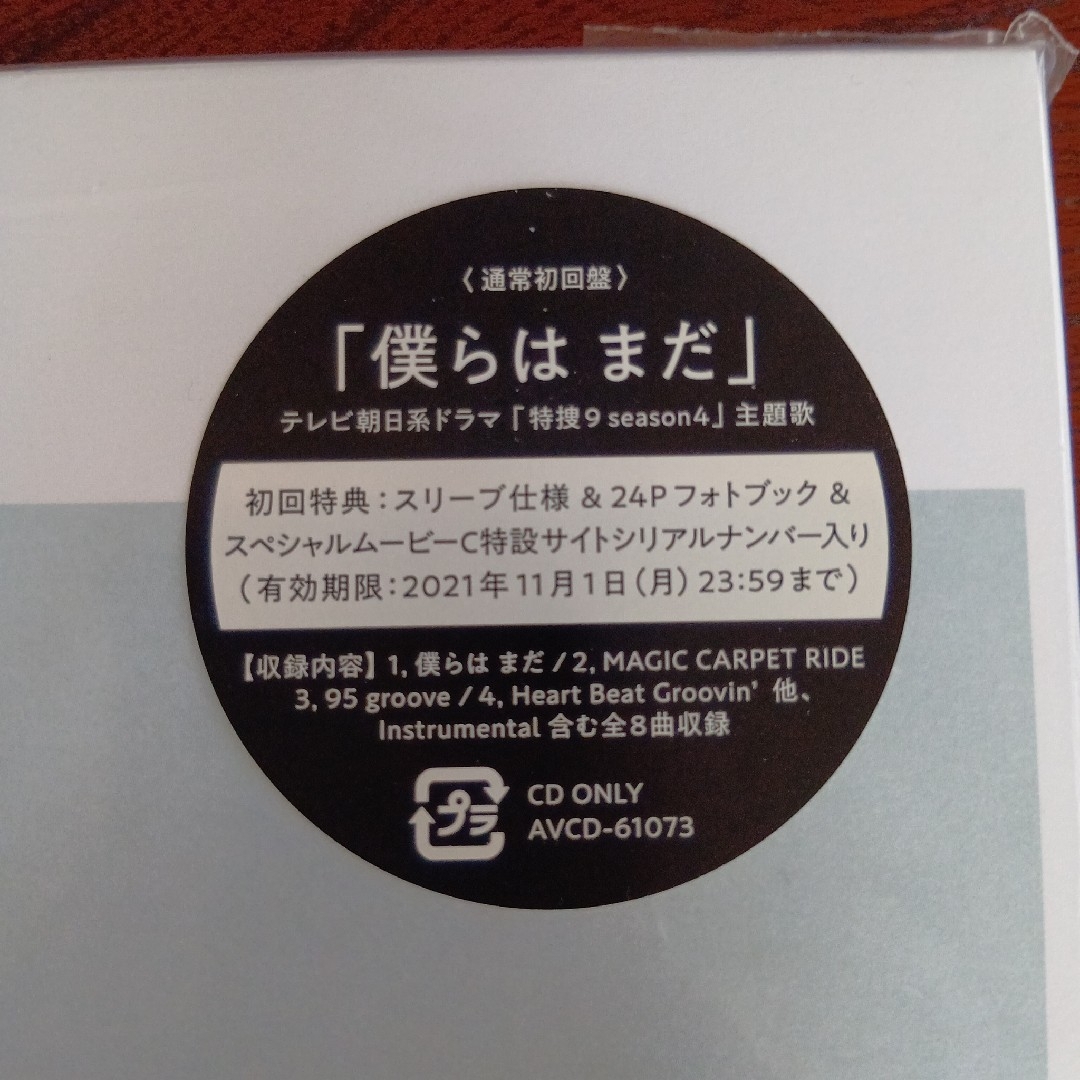 〈通常初回盤〉
「僕らは まだ」
テレビ朝日系ドラマ「特捜9 season4」主題歌
初回特典：スリーブ仕様 & 24Pフォトブック &
スペシャルムービーC特設サイトシリアルナンバー入り
（有効期限：2021年11月1日（月）23:59まで）
【収録内容】1, 僕らは まだ / 2, MAGIC CARPET RIDE
3, 95 groove / 4, Heart Beat Groovin' 他、
Instrumental 含む全8曲収録
プラ
CD ONLY
AVCD-61073